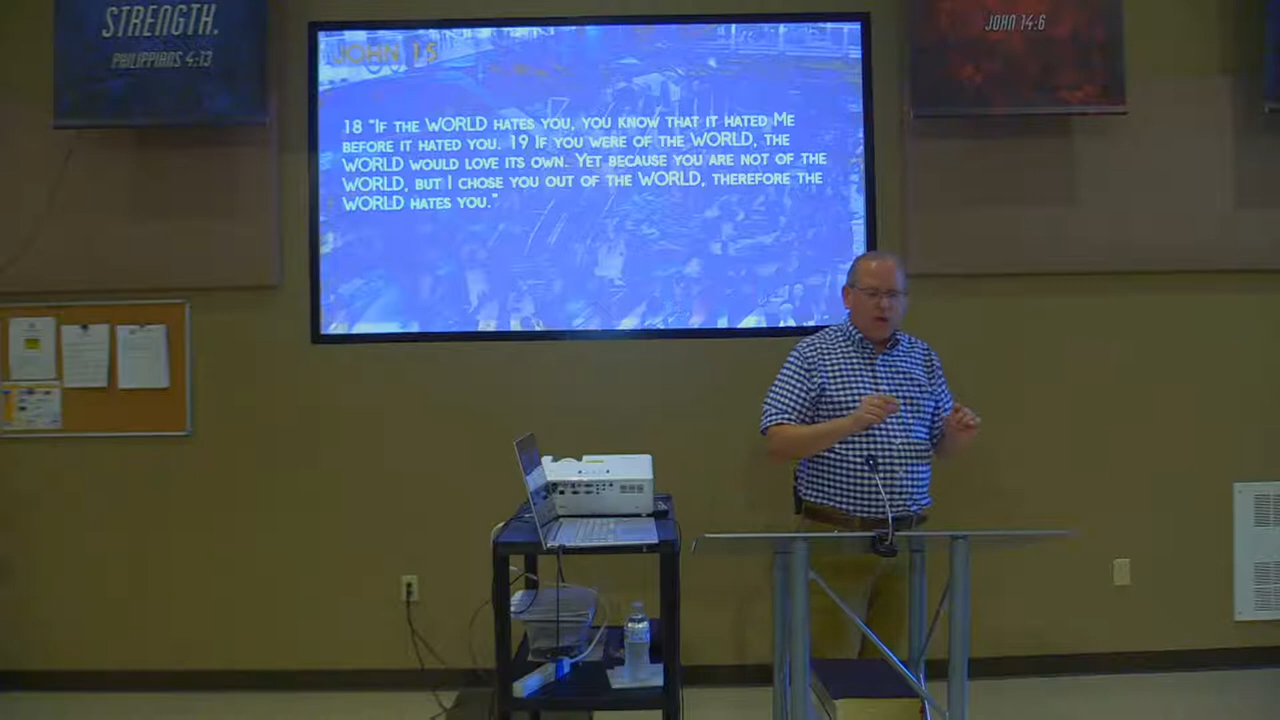 STRENGTH.
PHILIPPIANS 4:13
JOHN 14:6
JOHN 15
18 "IF THE WORLD HATES YOU, YOU KNOW THAT IT HATED ME
BEFORE IT HATED YOU. 19 IF YOU WERE OF THE WORLD, THE
WORLD WOULD LOVE ITS OWN. YET BECAUSE YOU ARE NOT OF THE
WORLD, BUT I CHOSE YOU OUT OF THE WORLD, THEREFORE THE
WORLD HATES YOU."